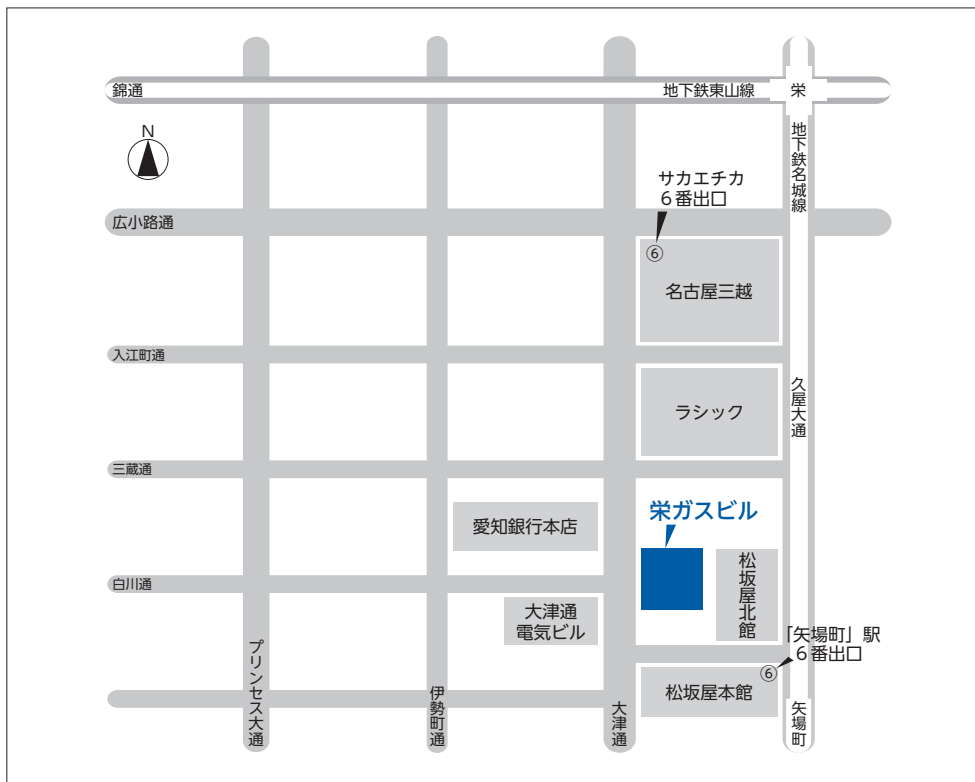 錦通
地下鉄東山線
栄
N
地下鉄名城線
サカエチカ
6番出口
広小路通
⑥
名古屋三越
入江町通
ラシック
久屋大通
三蔵通
栄ガスビル
愛知銀行本店
松坂屋北館
白川通
大津通
電気ビル
「矢場町」駅
6番出口
⑥
松坂屋本館
プリンセス大通
伊勢町通
大津通
矢場町